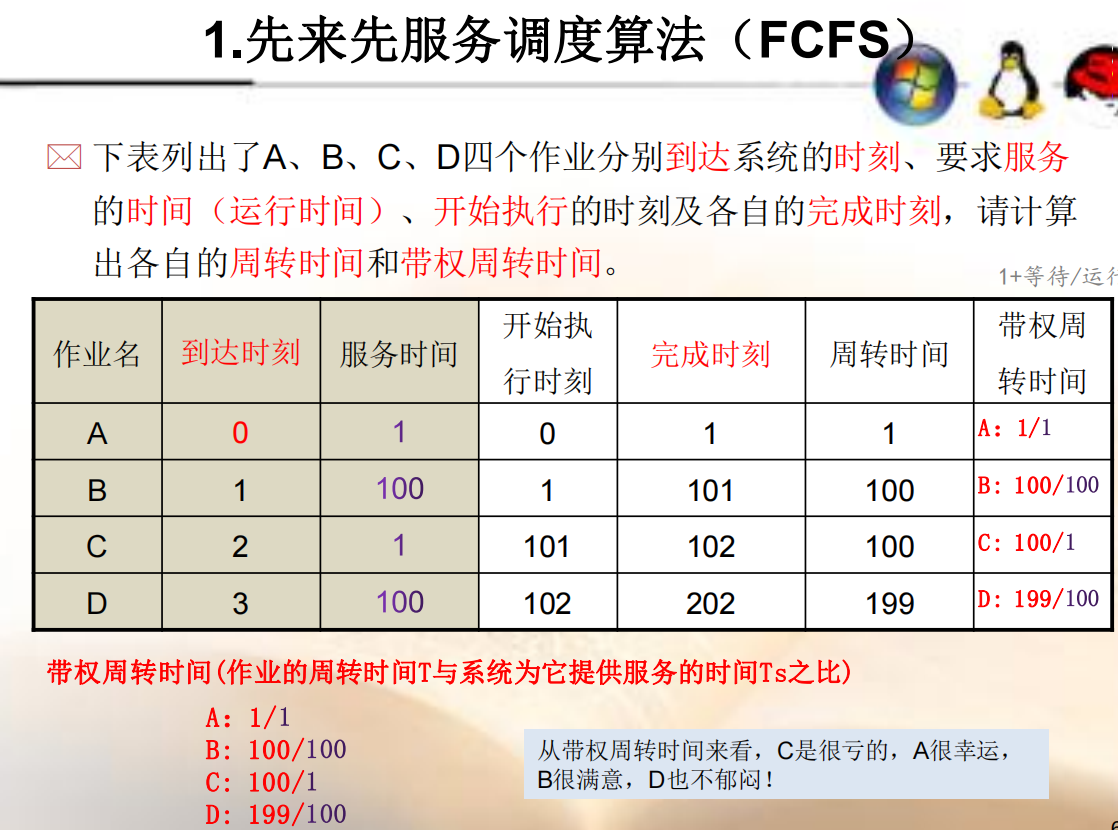 1.先来先服务调度算法（FCFS）
下表列出了A、B、C、D四个作业分别到达系统的时刻、要求服务
的时间（运行时间）、开始执行的时刻及各自的完成时刻，请计算
出各自的周转时间和带权周转时间。
1+等待/运行
作业名 到达时刻 服务时间 开始执行时刻 完成时刻 周转时间 带权周转时间
A 0 1 0 1 1 A: 1/1
B 1 100 1 101 100 B: 100/100
C 2 1 101 102 100 C: 100/1
D 3 100 102 202 199 D: 199/100
带权周转时间(作业的周转时间T与系统为它提供服务的时间Ts之比)
A: 1/1
B: 100/100
C: 100/1
D: 199/100
从带权周转时间来看，C是很亏的，A很幸运，
B很满意，D也不郁闷！